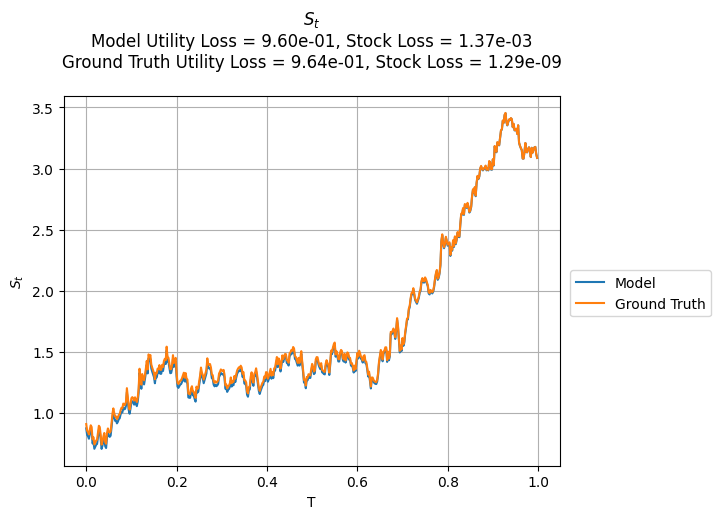 S_t
Model Utility Loss = 9.60e-01, Stock Loss = 1.37e-03
Ground Truth Utility Loss = 9.64e-01, Stock Loss = 1.29e-09
3.5
3.0
2.5
2.0
1.5
1.0
S_t
0.0 0.2 0.4 0.6 0.8 1.0
T
Model
Ground Truth